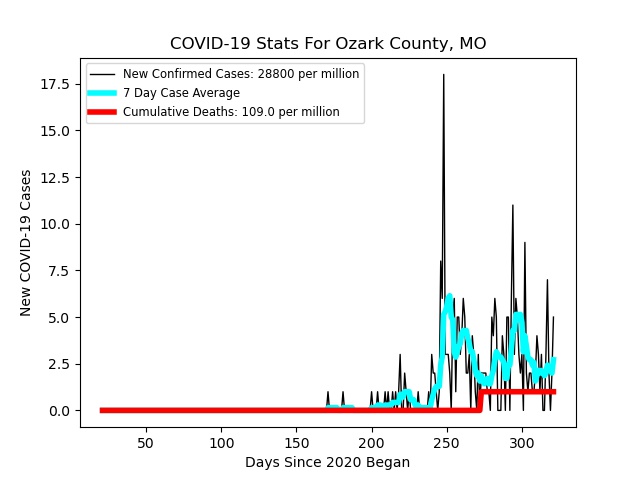 COVID-19 Stats For Ozark County, MO
New Confirmed Cases: 28800 per million
7 Day Case Average
Cumulative Deaths: 109.0 per million
17.5
15.0
12.5
10.0
7.5
5.0
2.5
0.0
New COVID-19 Cases
50 100 150 200 250 300
Days Since 2020 Began